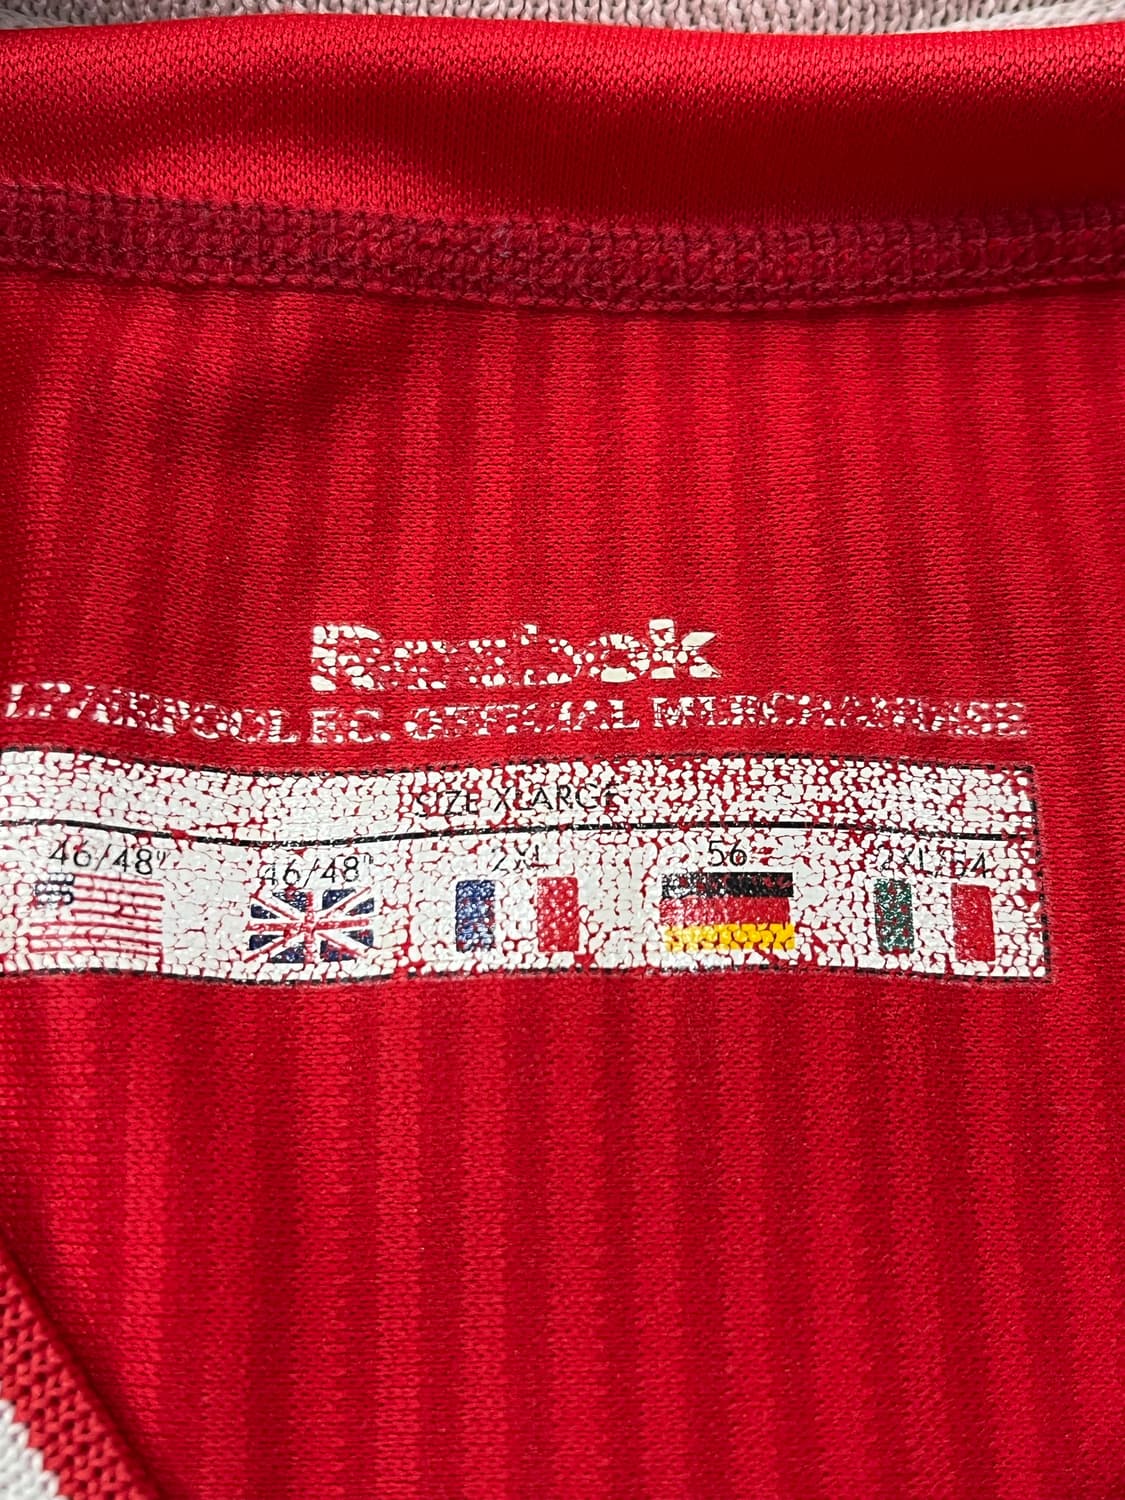 Reebok
LIVERPOOL F.C. OFFICIAL MERCHANDISE
SIZE XLARGE
46/48" 46/48" 2XL 56 2XL/54